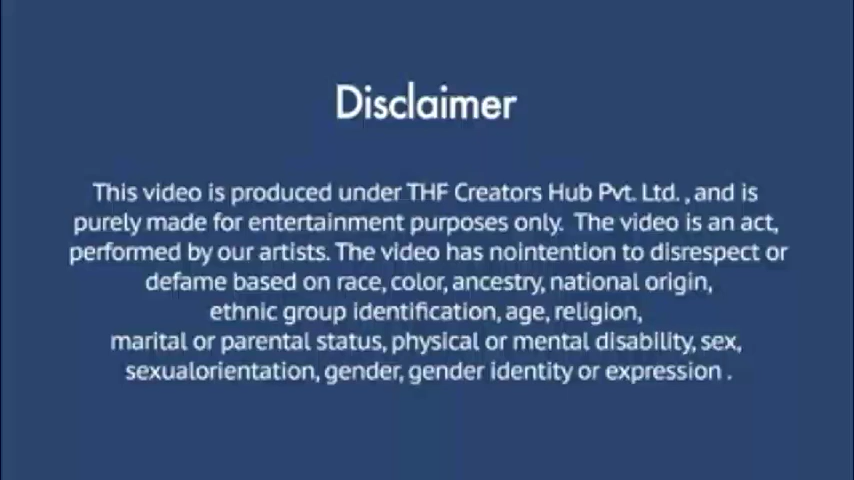 Disclaimer
This video is produced under THF Creators Hub Pvt. Ltd. , and is
purely made for entertainment purposes only. The video is an act,
performed by our artists. The video has nointention to disrespect or
defame based on race, color, ancestry, national origin,
ethnic group identification, age, religion,
marital or parental status, physical or mental disability, sex,
sexualorientation, gender, gender identity or expression .